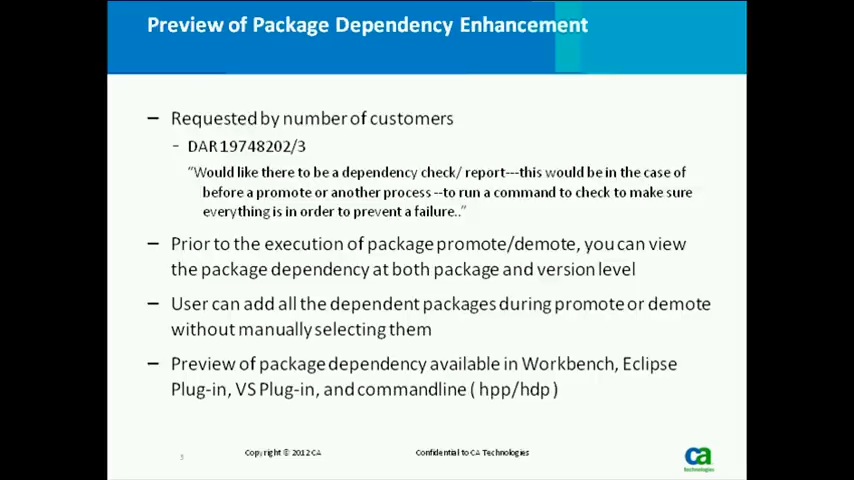 Preview of Package Dependency Enhancement
– Requested by number of customers
– DAR 19748202/3
“Would like there to be a dependency check/ report---this would be in the case of
before a promote or another process --to run a command to check to make sure
everything is in order to prevent a failure..”
– Prior to the execution of package promote/demote, you can view
the package dependency at both package and version level
– User can add all the dependent packages during promote or demote
without manually selecting them
– Preview of package dependency available in Workbench, Eclipse
Plug-in, VS Plug-in, and commandline ( hpp/hdp )
Copyright © 2012 CA
Confidential to CA Technologies
ca
technologies